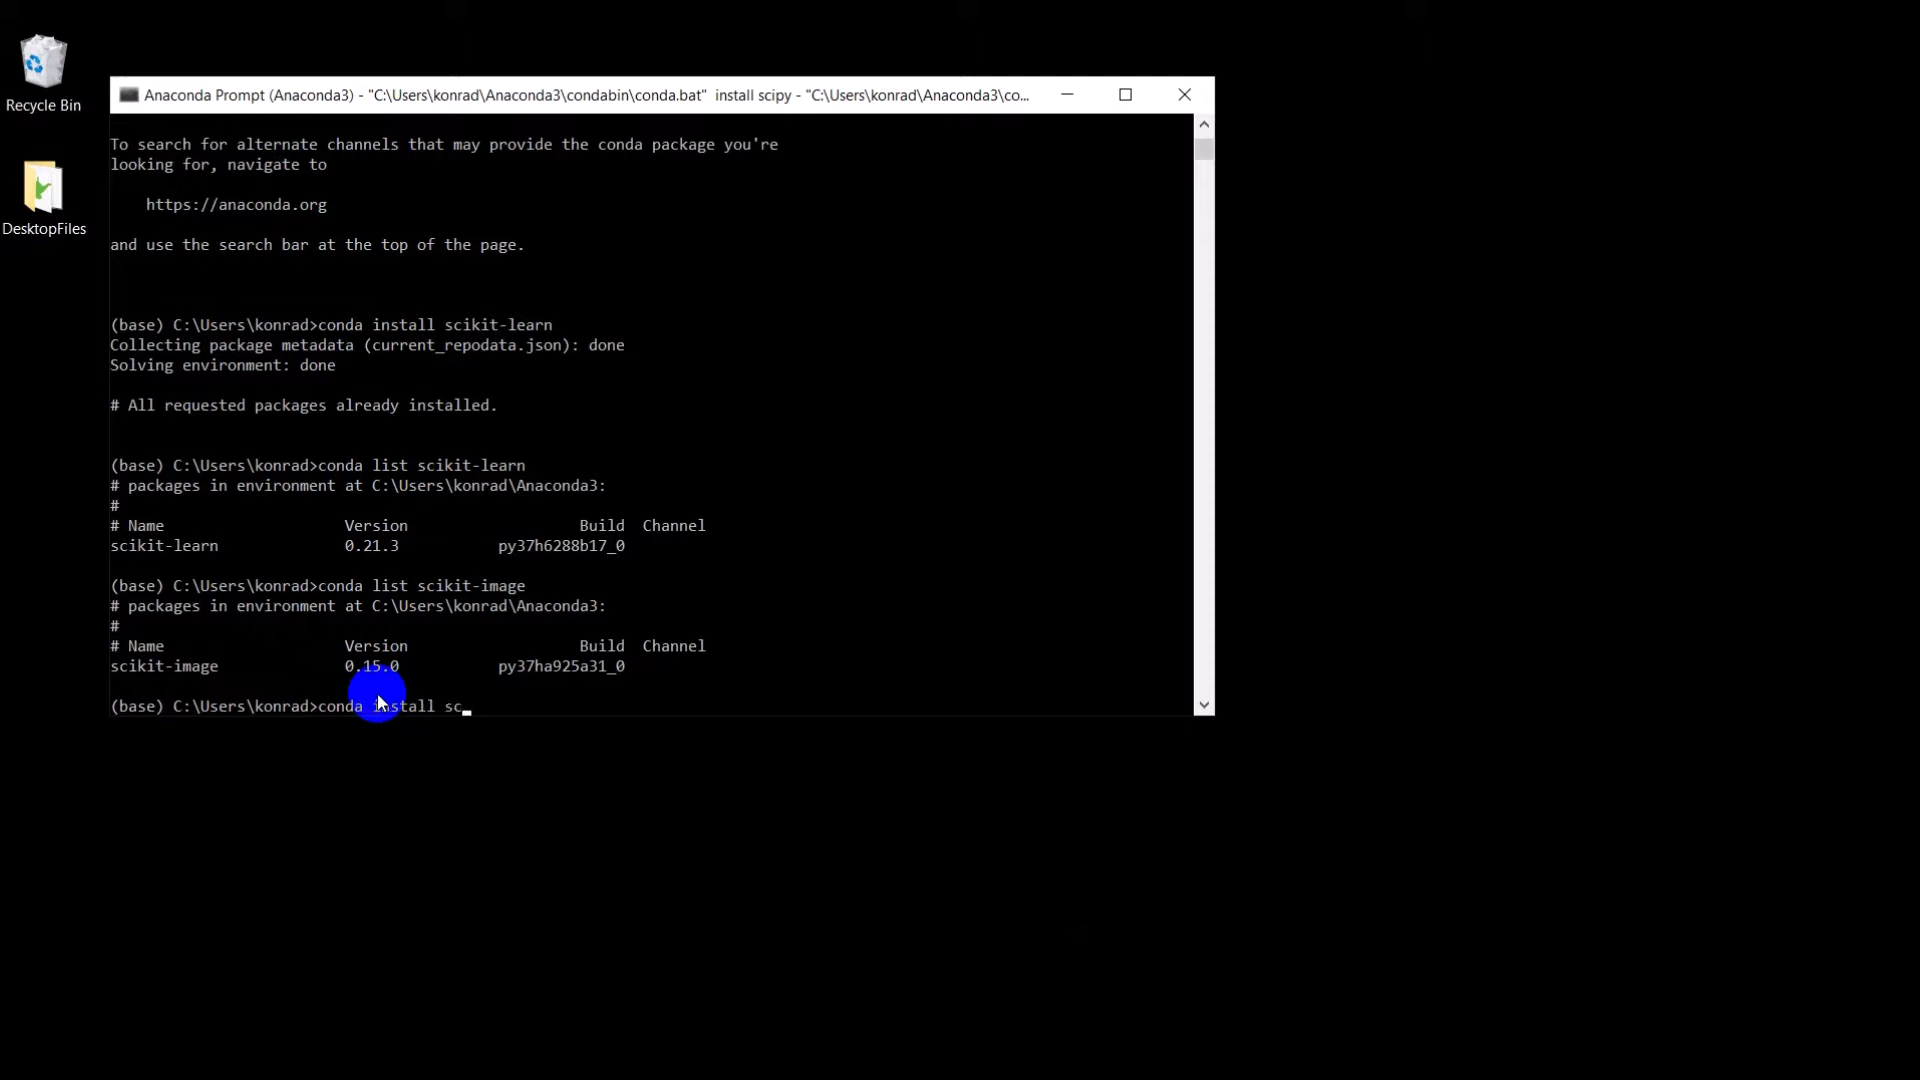 Recycle Bin
DesktopFiles
Anaconda Prompt (Anaconda3) - "C:\Users\konrad\Anaconda3\condabin\conda.bat"  install scipy - "C:\Users\konrad\Anaconda3\co...
To search for alternate channels that may provide the conda package you're
looking for, navigate to
https://anaconda.org
and use the search bar at the top of the page.
(base) C:\Users\konrad>conda install scikit-learn
Collecting package metadata (current_repodata.json): done
Solving environment: done
# All requested packages already installed.
(base) C:\Users\konrad>conda list scikit-learn
# packages in environment at C:\Users\konrad\Anaconda3:
#
# Name                    Version                   Build  Channel
scikit-learn              0.21.3           py37h6288b17_0
(base) C:\Users\konrad>conda list scikit-image
# packages in environment at C:\Users\konrad\Anaconda3:
#
# Name                    Version                   Build  Channel
scikit-image              0.15.0           py37ha925a31_0
(base) C:\Users\konrad>conda install sc